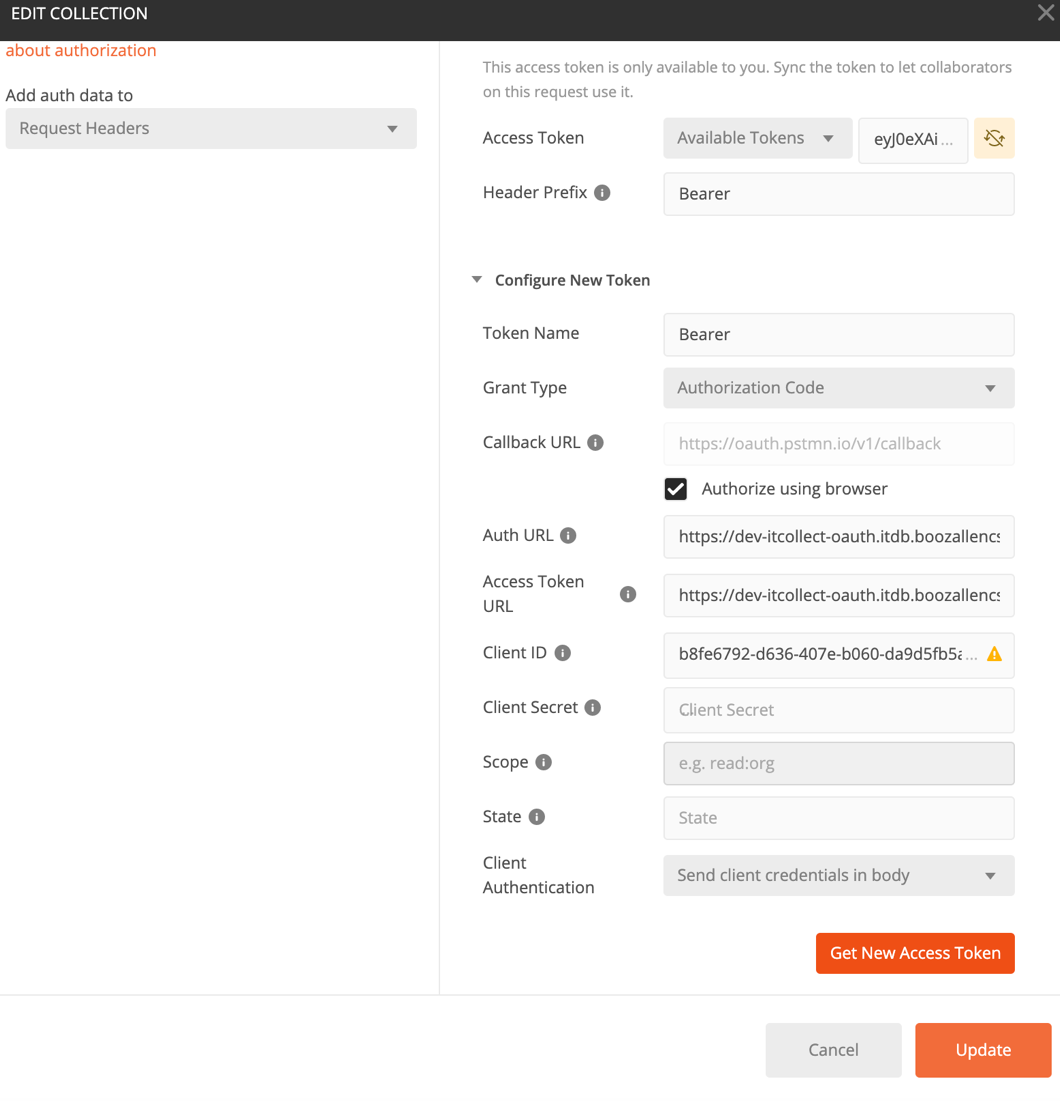 EDIT COLLECTION
about authorization
Add auth data to
Request Headers
This access token is only available to you. Sync the token to let collaborators
on this request use it.
Access Token
Available Tokens
eyJ0eXAi ...
Header Prefix
Bearer
Configure New Token
Token Name
Bearer
Grant Type
Authorization Code
Callback URL
https://oauth.pstmn.io/v1/callback
Authorize using browser
Auth URL
https://dev-itcollect-oauth.itdb.boozallencs
Access Token
URL
https://dev-itcollect-oauth.itdb.boozallencs
Client ID
b8fe6792-d636-407e-b060-da9d5fb5a...
Client Secret
Client Secret
Scope
e.g. read:org
State
State
Client
Authentication
Send client credentials in body
Get New Access Token
Cancel
Update